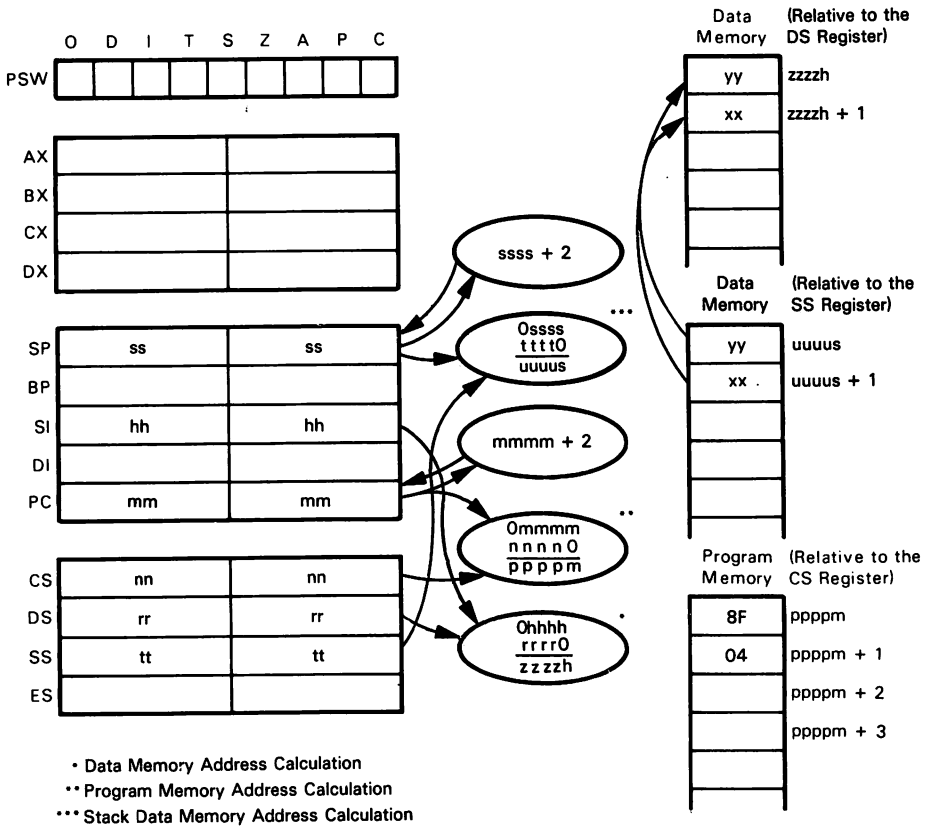 O D I T S Z A P C
PSW
AX
BX
CX
DX
SP ss ss
BP
SI hh hh
DI
PC mm mm
CS nn nn
DS rr rr
SS tt tt
ES
ssss + 2
...
0ssss
tttt0
uuuus
mmmm + 2
..
0mmmm
nnnn0
ppppm
.
0hhhh
rrrr0
zzzzh
Data Memory
(Relative to the DS Register)
yy zzzzh
xx zzzzh + 1
Data Memory
(Relative to the SS Register)
yy uuuus
xx uuuus + 1
Program Memory
(Relative to the CS Register)
8F ppppm
04 ppppm + 1
ppppm + 2
ppppm + 3
· Data Memory Address Calculation
·· Program Memory Address Calculation
··· Stack Data Memory Address Calculation